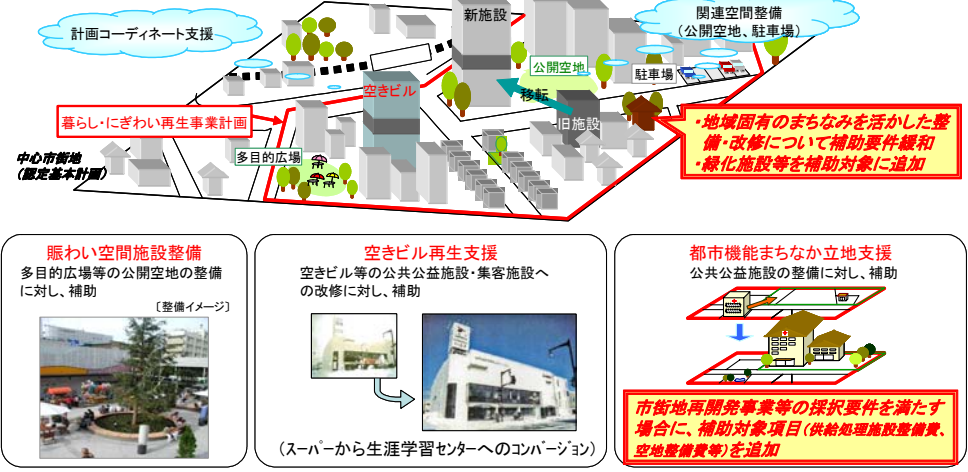 計画コーディネート支援
新施設
関連空間整備
(公開空地、駐車場)
公開空地
駐車場
空きビル
移転
旧施設
暮らし・にぎわい再生事業計画
・地域固有のまちなみを活かした整
備・改修について補助要件緩和
・緑化施設等を補助対象に追加
多目的広場
中心市街地
(認定基本計画)
賑わい空間施設整備
多目的広場等の公開空地の整備
に対し、補助
〔整備イメージ〕
空きビル再生支援
空きビル等の公共公益施設・集客施設へ
の改修に対し、補助
(スーパーから生涯学習センターへのコンバージョン)
都市機能まちなか立地支援
公共公益施設の整備に対し、補助
市街地再開発事業等の採択要件を満たす
場合に、補助対象項目(供給処理施設整備費、
空地整備費等)を追加